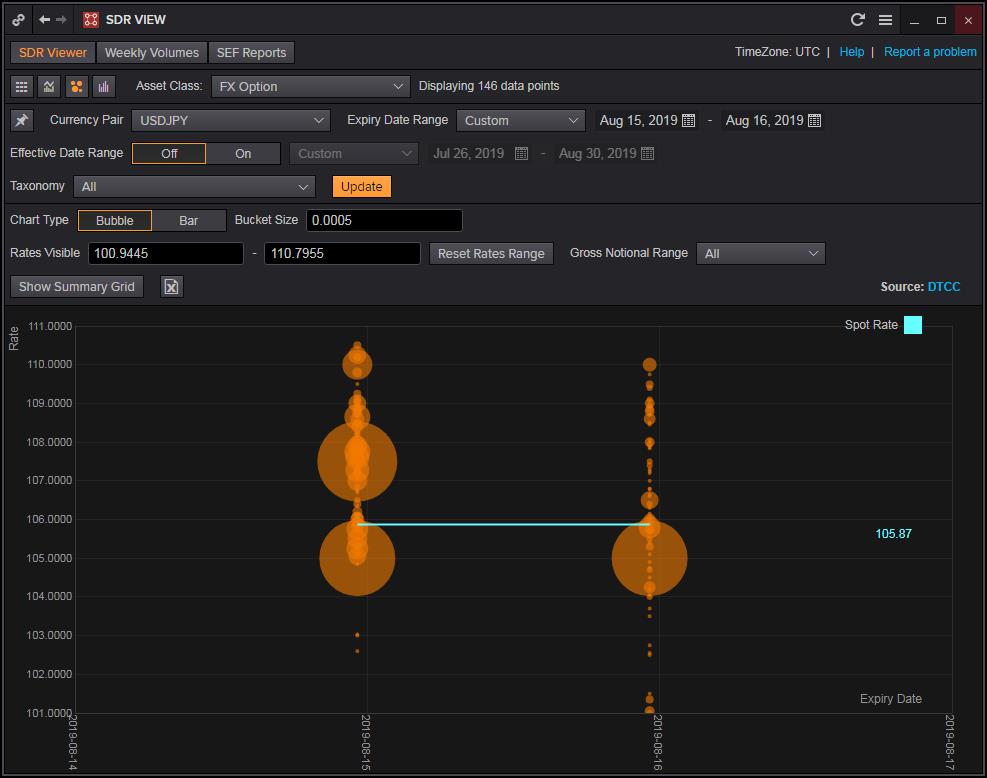 SDR VIEW
SDR Viewer Weekly Volumes SEF Reports TimeZone: UTC | Help | Report a problem
Asset Class: FX Option Displaying 146 data points
Currency Pair USDJPY Expiry Date Range Custom Aug 15, 2019 - Aug 16, 2019
Effective Date Range Off On Custom Jul 26, 2019 - Aug 30, 2019
Taxonomy All Update
Chart Type Bubble Bar Bucket Size 0.0005
Rates Visible 100.9445 - 110.7955 Reset Rates Range Gross Notional Range All
Show Summary Grid Source: DTCC
Rate
111.0000
Spot Rate
110.0000
109.0000
108.0000
107.0000
106.0000
105.87
105.0000
104.0000
103.0000
102.0000
Expiry Date
101.0000
2019-08-14 2019-08-15 2019-08-16 2019-08-17